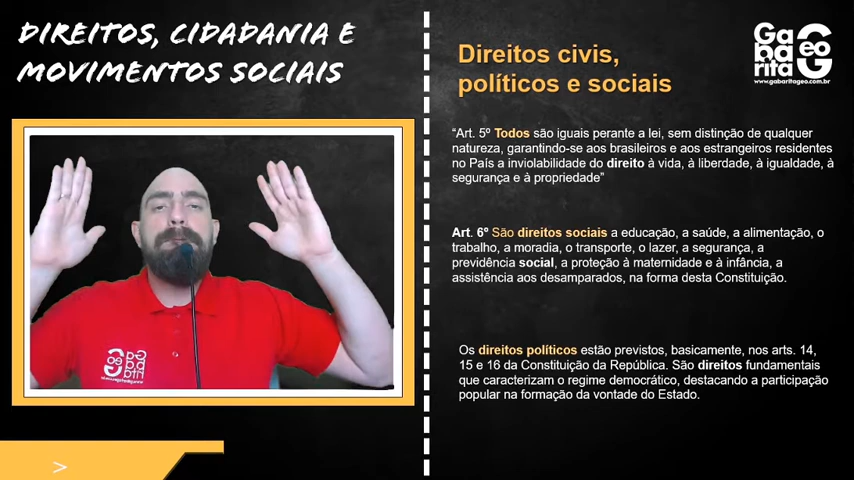 DIREITOS, CIDADANIA E
MOVIMENTOS SOCIAIS
Direitos civis,
políticos e sociais
Gabarita Geo
www.gabaritageo.com.br
“Art. 5º Todos são iguais perante a lei, sem distinção de qualquer
natureza, garantindo-se aos brasileiros e aos estrangeiros residentes
no País a inviolabilidade do direito à vida, à liberdade, à igualdade, à
segurança e à propriedade”
Art. 6º São direitos sociais a educação, a saúde, a alimentação, o
trabalho, a moradia, o transporte, o lazer, a segurança, a
previdência social, a proteção à maternidade e à infância, a
assistência aos desamparados, na forma desta Constituição.
Os direitos políticos estão previstos, basicamente, nos arts. 14,
15 e 16 da Constituição da República. São direitos fundamentais
que caracterizam o regime democrático, destacando a participação
popular na formação da vontade do Estado.
>